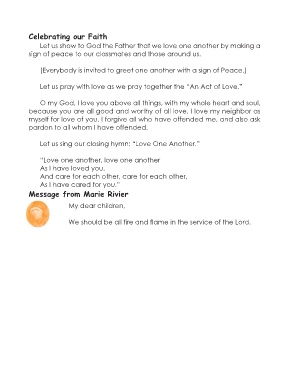 Celebrating our Faith
Let us show to God the Father that we love one another by making a
sign of peace to our classmates and those around us.
(Everybody is invited to greet one another with a sign of Peace.)
Let us pray with love as we pray together the "An Act of Love."
O my God, I love you above all things, with my whole heart and soul,
because you are all good and worthy of all love. I love my neighbor as
myself for love of you. I forgive all who have offended me, and also ask
pardon to all whom I have offended.
Let us sing our closing hymn: "Love One Another."
"Love one another, love one another
As I have loved you.
And care for each other, care for each other,
As I have cared for you."
Message from Marie Rivier
My dear children,
We should be all fire and flame in the service of the Lord.